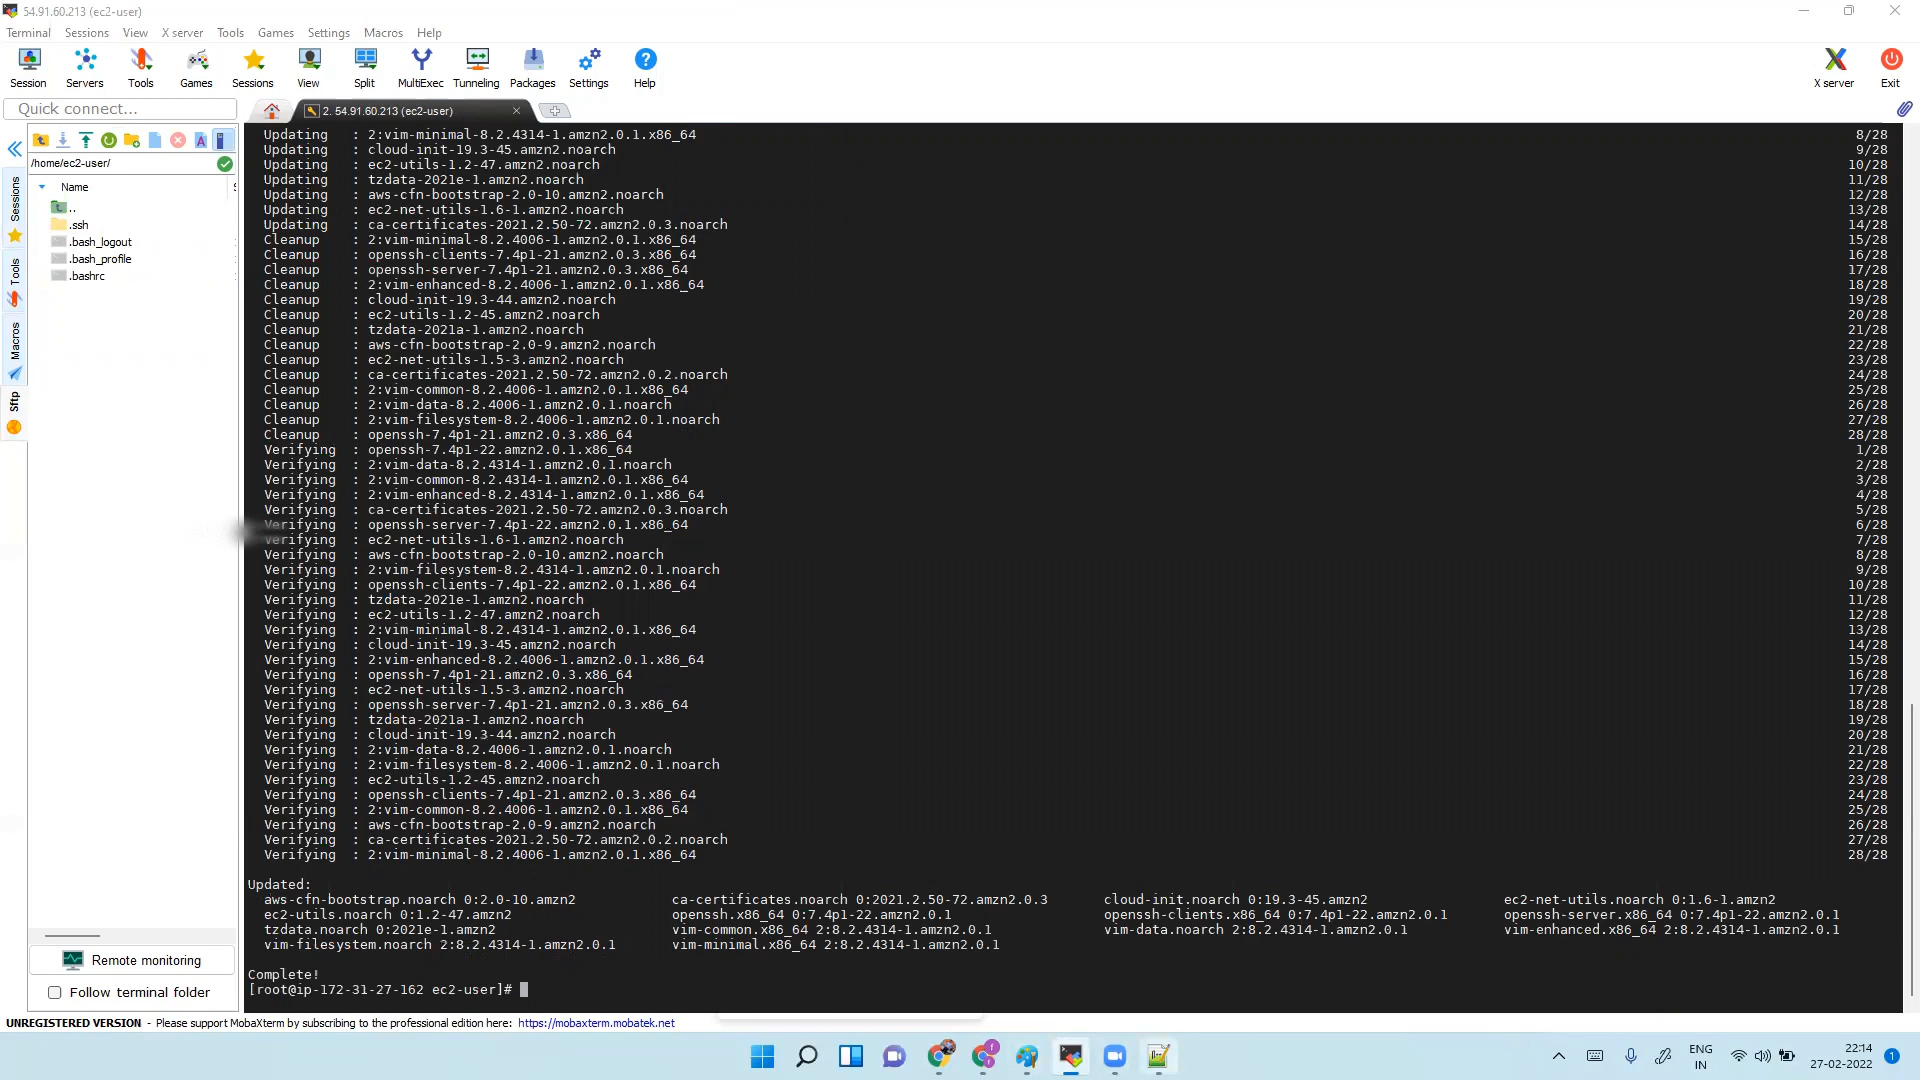 54.91.60.213 (ec2-user)
Terminal Sessions View X server Tools Games Settings Macros Help
Session Servers Tools Games Sessions View Split MultiExec Tunneling Packages Settings Help X server Exit
Quick connect...
2. 54.91.60.213 (ec2-user)
/home/ec2-user/
Name
..
.ssh
.bash_logout
.bash_profile
.bashrc
Sessions
Tools
Macros
Sftp
Updating : 2:vim-minimal-8.2.4314-1.amzn2.0.1.x86_64 8/28
Updating : cloud-init-19.3-45.amzn2.noarch 9/28
Updating : ec2-utils-1.2-47.amzn2.noarch 10/28
Updating : tzdata-2021e-1.amzn2.noarch 11/28
Updating : aws-cfn-bootstrap-2.0-10.amzn2.noarch 12/28
Updating : ec2-net-utils-1.6-1.amzn2.noarch 13/28
Updating : ca-certificates-2021.2.50-72.amzn2.0.3.noarch 14/28
Cleanup : 2:vim-minimal-8.2.4006-1.amzn2.0.1.x86_64 15/28
Cleanup : openssh-clients-7.4p1-21.amzn2.0.3.x86_64 16/28
Cleanup : openssh-server-7.4p1-21.amzn2.0.3.x86_64 17/28
Cleanup : 2:vim-enhanced-8.2.4006-1.amzn2.0.1.x86_64 18/28
Cleanup : cloud-init-19.3-44.amzn2.noarch 19/28
Cleanup : ec2-utils-1.2-45.amzn2.noarch 20/28
Cleanup : tzdata-2021a-1.amzn2.noarch 21/28
Cleanup : aws-cfn-bootstrap-2.0-9.amzn2.noarch 22/28
Cleanup : ec2-net-utils-1.5-3.amzn2.noarch 23/28
Cleanup : ca-certificates-2021.2.50-72.amzn2.0.2.noarch 24/28
Cleanup : 2:vim-common-8.2.4006-1.amzn2.0.1.x86_64 25/28
Cleanup : 2:vim-data-8.2.4006-1.amzn2.0.1.noarch 26/28
Cleanup : 2:vim-filesystem-8.2.4006-1.amzn2.0.1.noarch 27/28
Cleanup : openssh-7.4p1-21.amzn2.0.3.x86_64 28/28
Verifying : openssh-7.4p1-22.amzn2.0.1.x86_64 1/28
Verifying : 2:vim-data-8.2.4314-1.amzn2.0.1.noarch 2/28
Verifying : 2:vim-common-8.2.4314-1.amzn2.0.1.x86_64 3/28
Verifying : 2:vim-enhanced-8.2.4314-1.amzn2.0.1.x86_64 4/28
Verifying : ca-certificates-2021.2.50-72.amzn2.0.3.noarch 5/28
Verifying : openssh-server-7.4p1-22.amzn2.0.1.x86_64 6/28
Verifying : ec2-net-utils-1.6-1.amzn2.noarch 7/28
Verifying : aws-cfn-bootstrap-2.0-10.amzn2.noarch 8/28
Verifying : 2:vim-filesystem-8.2.4314-1.amzn2.0.1.noarch 9/28
Verifying : openssh-clients-7.4p1-22.amzn2.0.1.x86_64 10/28
Verifying : tzdata-2021e-1.amzn2.noarch 11/28
Verifying : ec2-utils-1.2-47.amzn2.noarch 12/28
Verifying : 2:vim-minimal-8.2.4314-1.amzn2.0.1.x86_64 13/28
Verifying : cloud-init-19.3-45.amzn2.noarch 14/28
Verifying : 2:vim-enhanced-8.2.4006-1.amzn2.0.1.x86_64 15/28
Verifying : openssh-7.4p1-21.amzn2.0.3.x86_64 16/28
Verifying : ec2-net-utils-1.5-3.amzn2.noarch 17/28
Verifying : openssh-server-7.4p1-21.amzn2.0.3.x86_64 18/28
Verifying : tzdata-2021a-1.amzn2.noarch 19/28
Verifying : cloud-init-19.3-44.amzn2.noarch 20/28
Verifying : 2:vim-data-8.2.4006-1.amzn2.0.1.noarch 21/28
Verifying : 2:vim-filesystem-8.2.4006-1.amzn2.0.1.noarch 22/28
Verifying : ec2-utils-1.2-45.amzn2.noarch 23/28
Verifying : openssh-clients-7.4p1-21.amzn2.0.3.x86_64 24/28
Verifying : 2:vim-common-8.2.4006-1.amzn2.0.1.x86_64 25/28
Verifying : aws-cfn-bootstrap-2.0-9.amzn2.noarch 26/28
Verifying : ca-certificates-2021.2.50-72.amzn2.0.2.noarch 27/28
Verifying : 2:vim-minimal-8.2.4006-1.amzn2.0.1.x86_64 28/28
Updated:
aws-cfn-bootstrap.noarch 0:2.0-10.amzn2 ca-certificates.noarch 0:2021.2.50-72.amzn2.0.3 cloud-init.noarch 0:19.3-45.amzn2 ec2-net-utils.noarch 0:1.6-1.amzn2
ec2-utils.noarch 0:1.2-47.amzn2 openssh.x86_64 0:7.4p1-22.amzn2.0.1 openssh-clients.x86_64 0:7.4p1-22.amzn2.0.1 openssh-server.x86_64 0:7.4p1-22.amzn2.0.1
tzdata.noarch 0:2021e-1.amzn2 vim-common.x86_64 2:8.2.4314-1.amzn2.0.1 vim-data.noarch 2:8.2.4314-1.amzn2.0.1 vim-enhanced.x86_64 2:8.2.4314-1.amzn2.0.1
vim-filesystem.noarch 2:8.2.4314-1.amzn2.0.1 vim-minimal.x86_64 2:8.2.4314-1.amzn2.0.1
Complete!
[root@ip-172-31-27-162 ec2-user]#
Remote monitoring
Follow terminal folder
UNREGISTERED VERSION - Please support MobaXterm by subscribing to the professional edition here: https://mobaxterm.mobatek.net
ENG
IN
22:14
27-02-2022
1